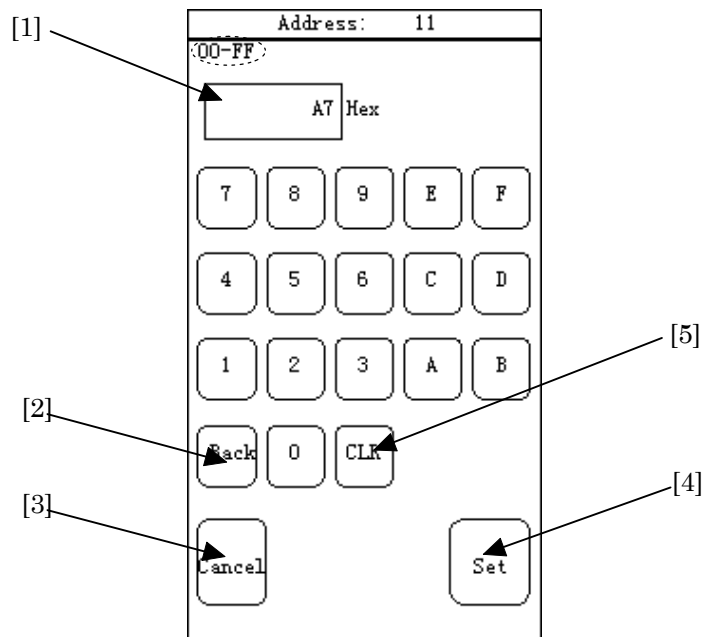 Address: 11
[1]
00-FF
A7 Hex
7 8 9 E F
4 5 6 C D
[5]
1 2 3 A B
[2]
Back 0 CLR
[4]
[3]
Cancel Set